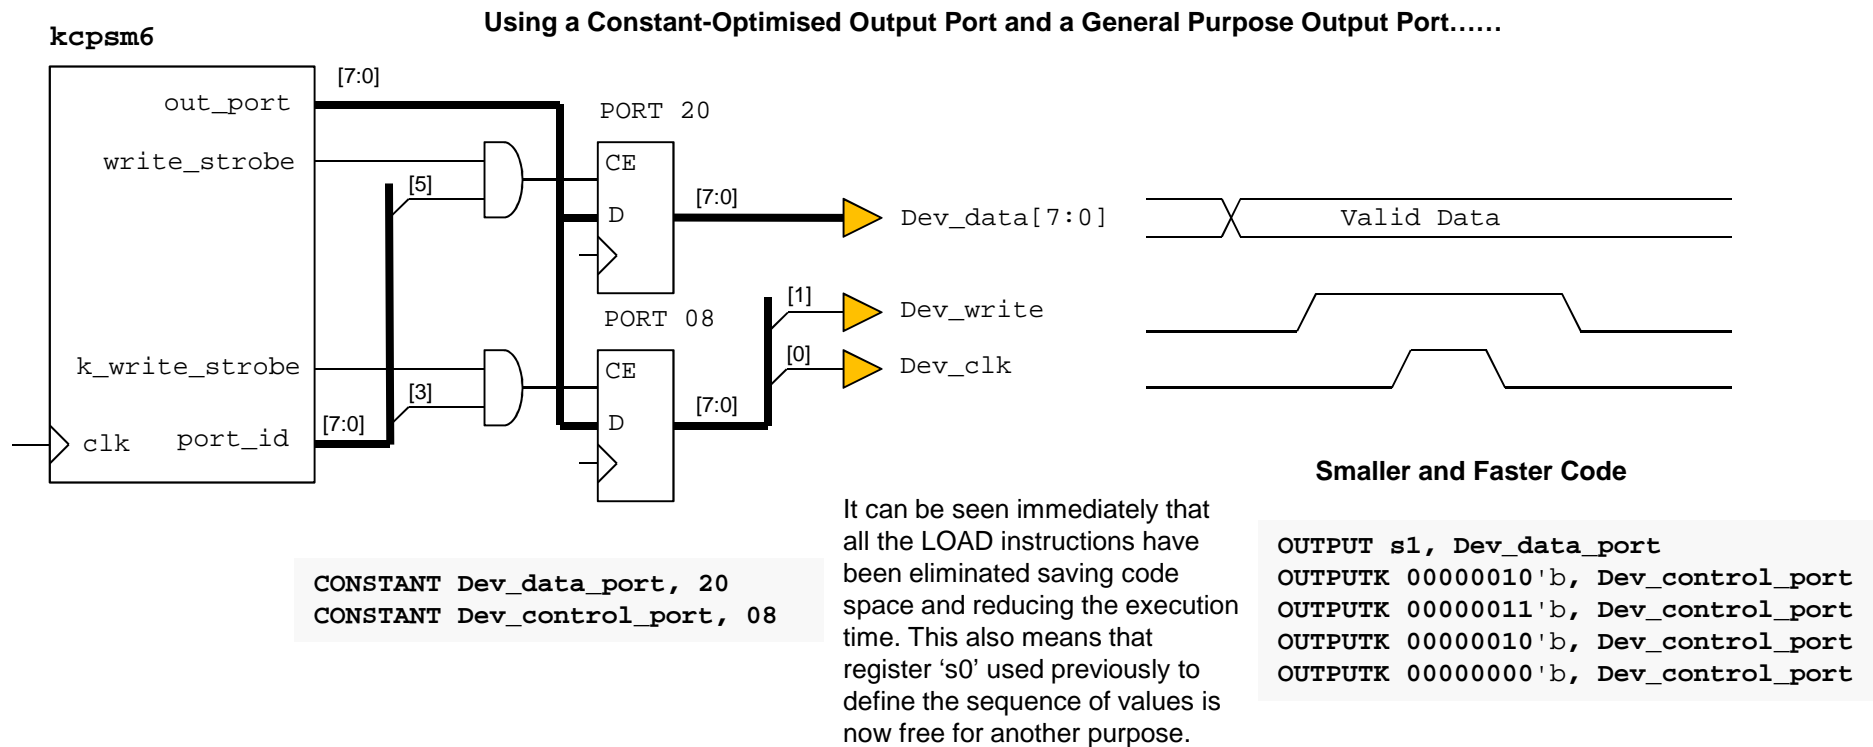 Using a Constant-Optimised Output Port and a General Purpose Output Port……
kcpsm6
[7:0]
out_port
PORT 20
write_strobe
CE
[5]
[7:0]
D
Dev_data[7:0]
Valid Data
[1]
Dev_write
PORT 08
[0]
k_write_strobe
CE
Dev_clk
[3]
[7:0]
[7:0]
D
clk
port_id
Smaller and Faster Code
It can be seen immediately that
all the LOAD instructions have
been eliminated saving code
space and reducing the execution
time. This also means that
register ‘s0’ used previously to
define the sequence of values is
now free for another purpose.
OUTPUT s1, Dev_data_port
OUTPUTK 00000010'b, Dev_control_port
OUTPUTK 00000011'b, Dev_control_port
OUTPUTK 00000010'b, Dev_control_port
OUTPUTK 00000000'b, Dev_control_port
CONSTANT Dev_data_port, 20
CONSTANT Dev_control_port, 08